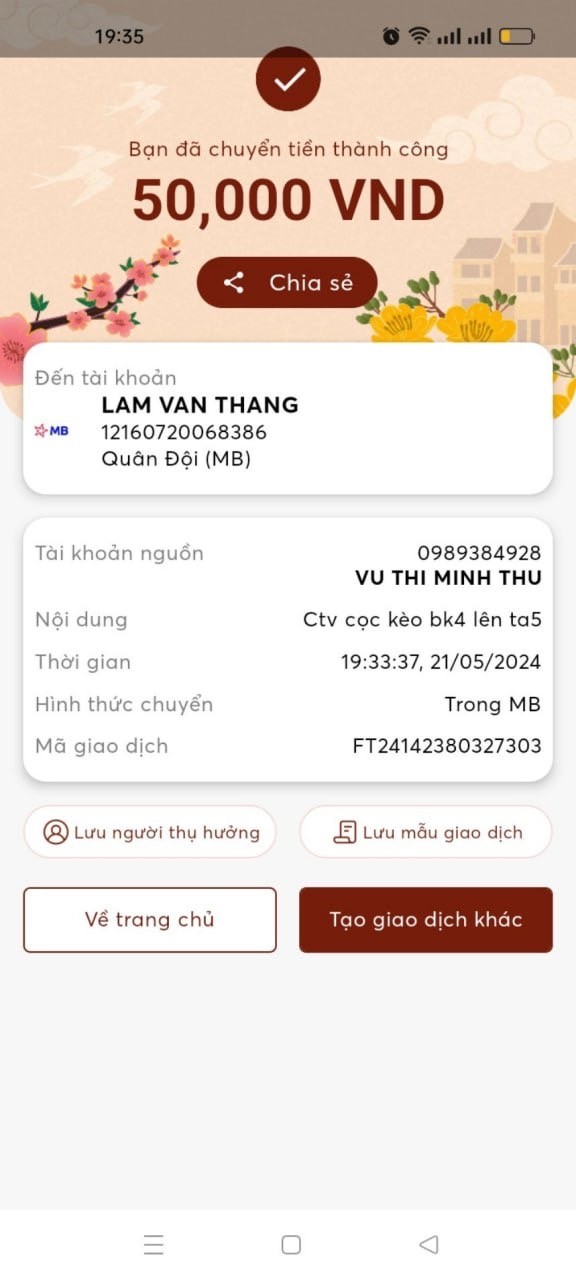 19:35
Bạn đã chuyển tiền thành công
50,000 VND
Chia sẻ
Đến tài khoản
LAM VAN THANG
MB
12160720068386
Quân Đội (MB)
Tài khoản nguồn
0989384928
VU THI MINH THU
Nội dung
Ctv cọc kèo bk4 lên ta5
Thời gian
19:33:37, 21/05/2024
Hình thức chuyển
Trong MB
Mã giao dịch
FT24142380327303
Lưu người thụ hưởng
Lưu mẫu giao dịch
Về trang chủ
Tạo giao dịch khác